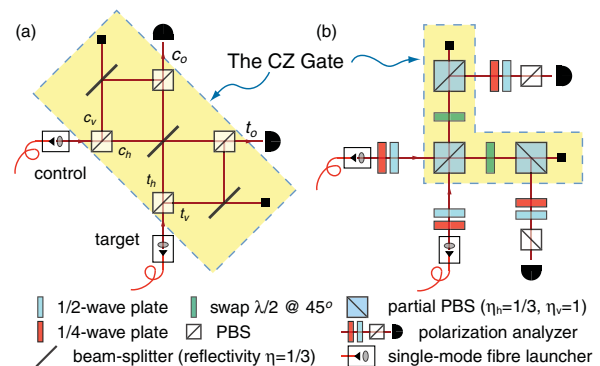 (a)
(b)
The CZ Gate
c_o
c_v
c_h
t_o
t_h
t_v
control
target
1/2-wave plate
swap λ/2 @ 45°
partial PBS (η_h=1/3, η_v=1)
1/4-wave plate
PBS
polarization analyzer
beam-splitter (reflectivity η=1/3)
single-mode fibre launcher